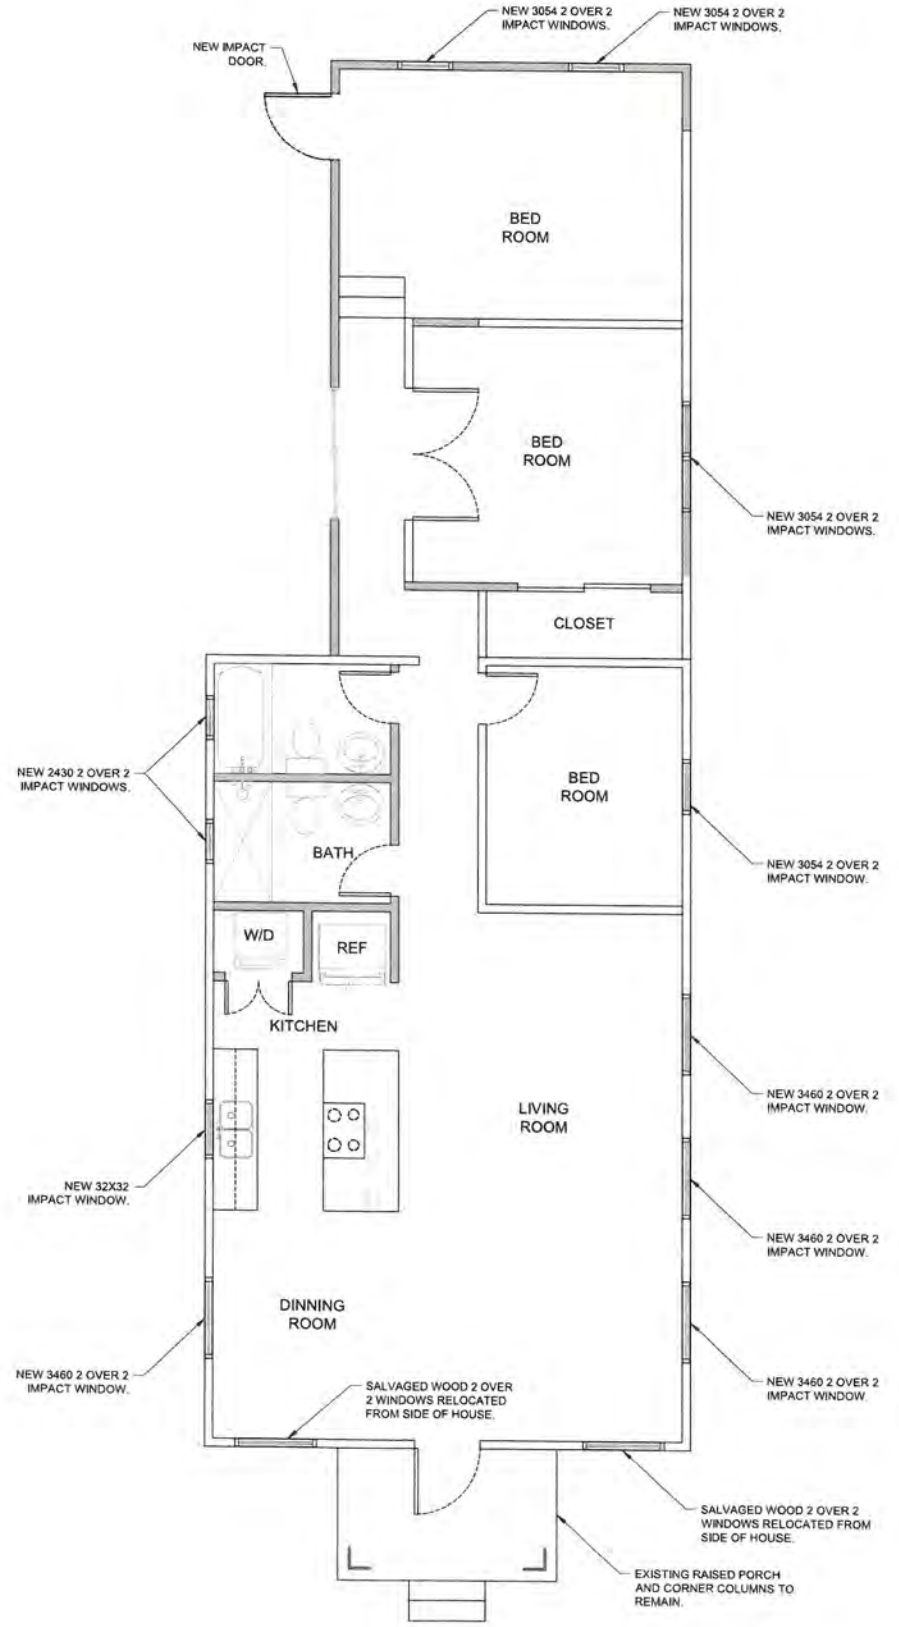 NEW 3054 2 OVER 2
IMPACT WINDOWS.
NEW 3054 2 OVER 2
IMPACT WINDOWS.
NEW IMPACT
DOOR.
BED
ROOM
BED
ROOM
NEW 3054 2 OVER 2
IMPACT WINDOWS.
CLOSET
NEW 2430 2 OVER 2
IMPACT WINDOWS.
BED
ROOM
BATH
NEW 3054 2 OVER 2
IMPACT WINDOW.
W/D
REF
KITCHEN
NEW 3460 2 OVER 2
IMPACT WINDOW.
LIVING
ROOM
NEW 32X32
IMPACT WINDOW.
NEW 3460 2 OVER 2
IMPACT WINDOW.
DINNING
ROOM
NEW 3460 2 OVER 2
IMPACT WINDOW.
SALVAGED WOOD 2 OVER
2 WINDOWS RELOCATED
FROM SIDE OF HOUSE.
NEW 3460 2 OVER 2
IMPACT WINDOW.
SALVAGED WOOD 2 OVER 2
WINDOWS RELOCATED FROM
SIDE OF HOUSE.
EXISTING RAISED PORCH
AND CORNER COLUMNS TO
REMAIN.